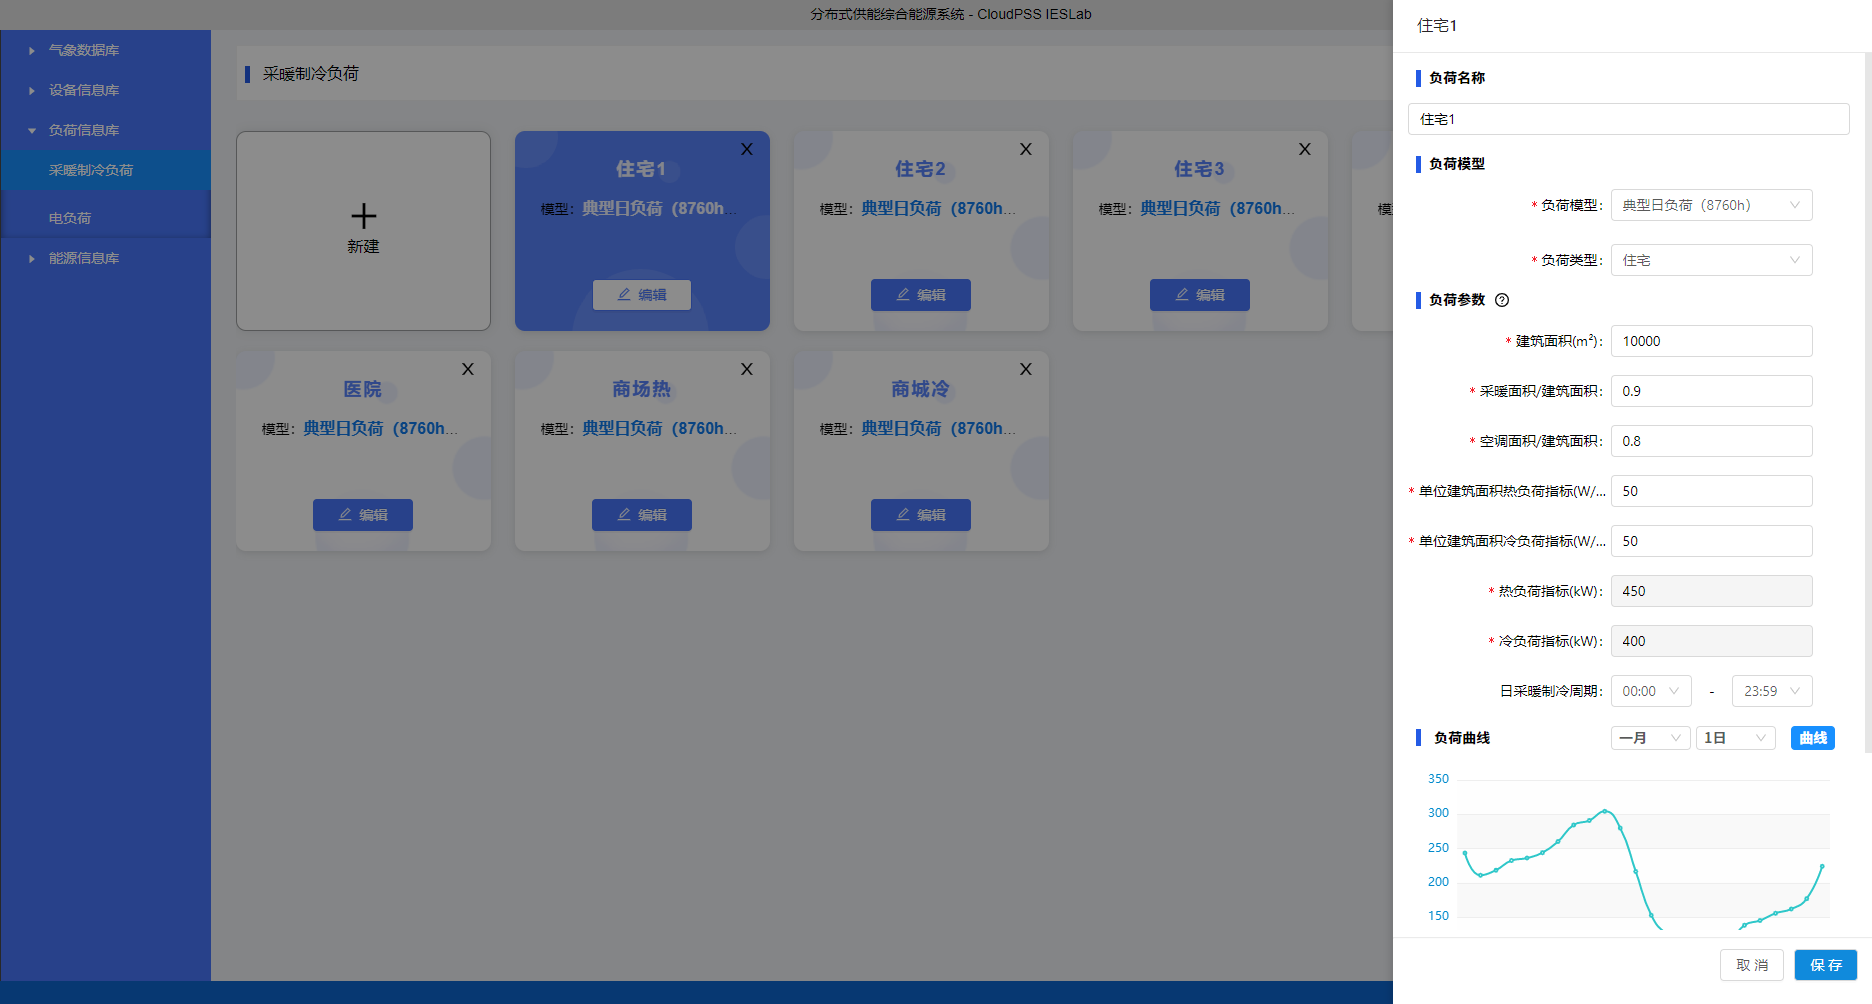 分布式供能综合能源系统 - CloudPSS IESLab
气象数据库
设备信息库
负荷信息库
采暖制冷负荷
电负荷
能源信息库
采暖制冷负荷
新建
住宅1
X
模型：典型日负荷（8760h...
编辑
住宅2
X
模型：典型日负荷（8760h...
编辑
住宅3
X
模型：典型日负荷（8760h...
编辑
医院
X
模型：典型日负荷（8760h...
编辑
商场热
X
模型：典型日负荷（8760h...
编辑
商城冷
X
模型：典型日负荷（8760h...
编辑
住宅1
负荷名称
住宅1
负荷模型
* 负荷模型： 典型日负荷（8760h）
* 负荷类型： 住宅
负荷参数 ?
* 建筑面积(m²)： 10000
* 采暖面积/建筑面积： 0.9
* 空调面积/建筑面积： 0.8
* 单位建筑面积热负荷指标(W/... 50
* 单位建筑面积冷负荷指标(W/... 50
* 热负荷指标(kW)： 450
* 冷负荷指标(kW)： 400
日采暖制冷周期： 00:00 - 23:59
负荷曲线 一月 1日 曲线
350
300
250
200
150
取 消 保 存